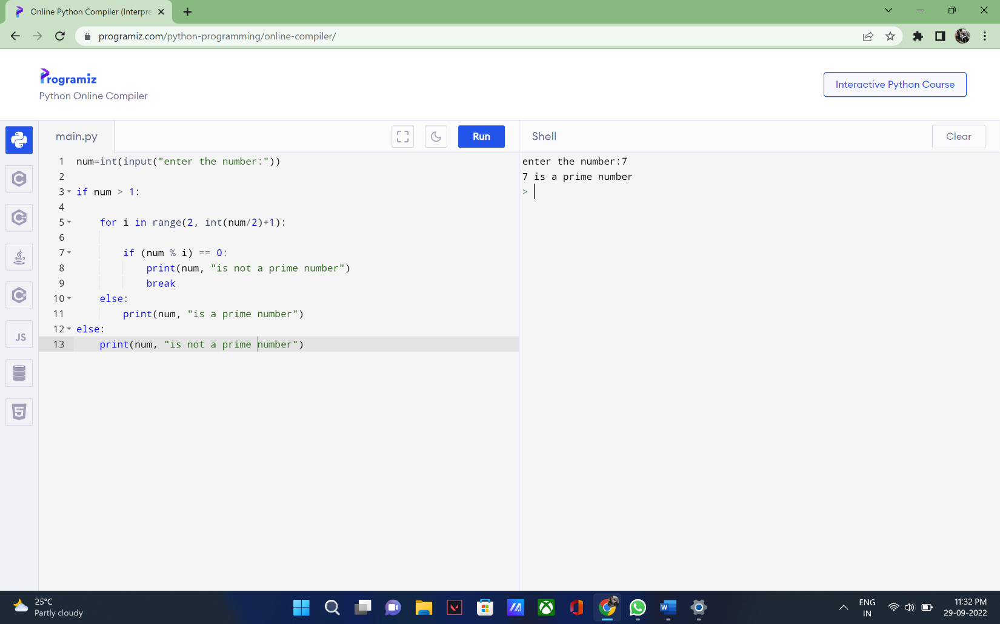 Online Python Compiler (Interpre
programiz.com/python-programming/online-compiler/
Programiz
Python Online Compiler
Interactive Python Course
main.py
Run
Shell
Clear
1 num=int(input("enter the number:"))
2
3 if num > 1:
4
5 for i in range(2, int(num/2)+1):
6
7 if (num % i) == 0:
8 print(num, "is not a prime number")
9 break
10 else:
11 print(num, "is a prime number")
12 else:
13 print(num, "is not a prime number")
enter the number:7
7 is a prime number
>
JS
25°C
Partly cloudy
ENG
IN
11:32 PM
29-09-2022